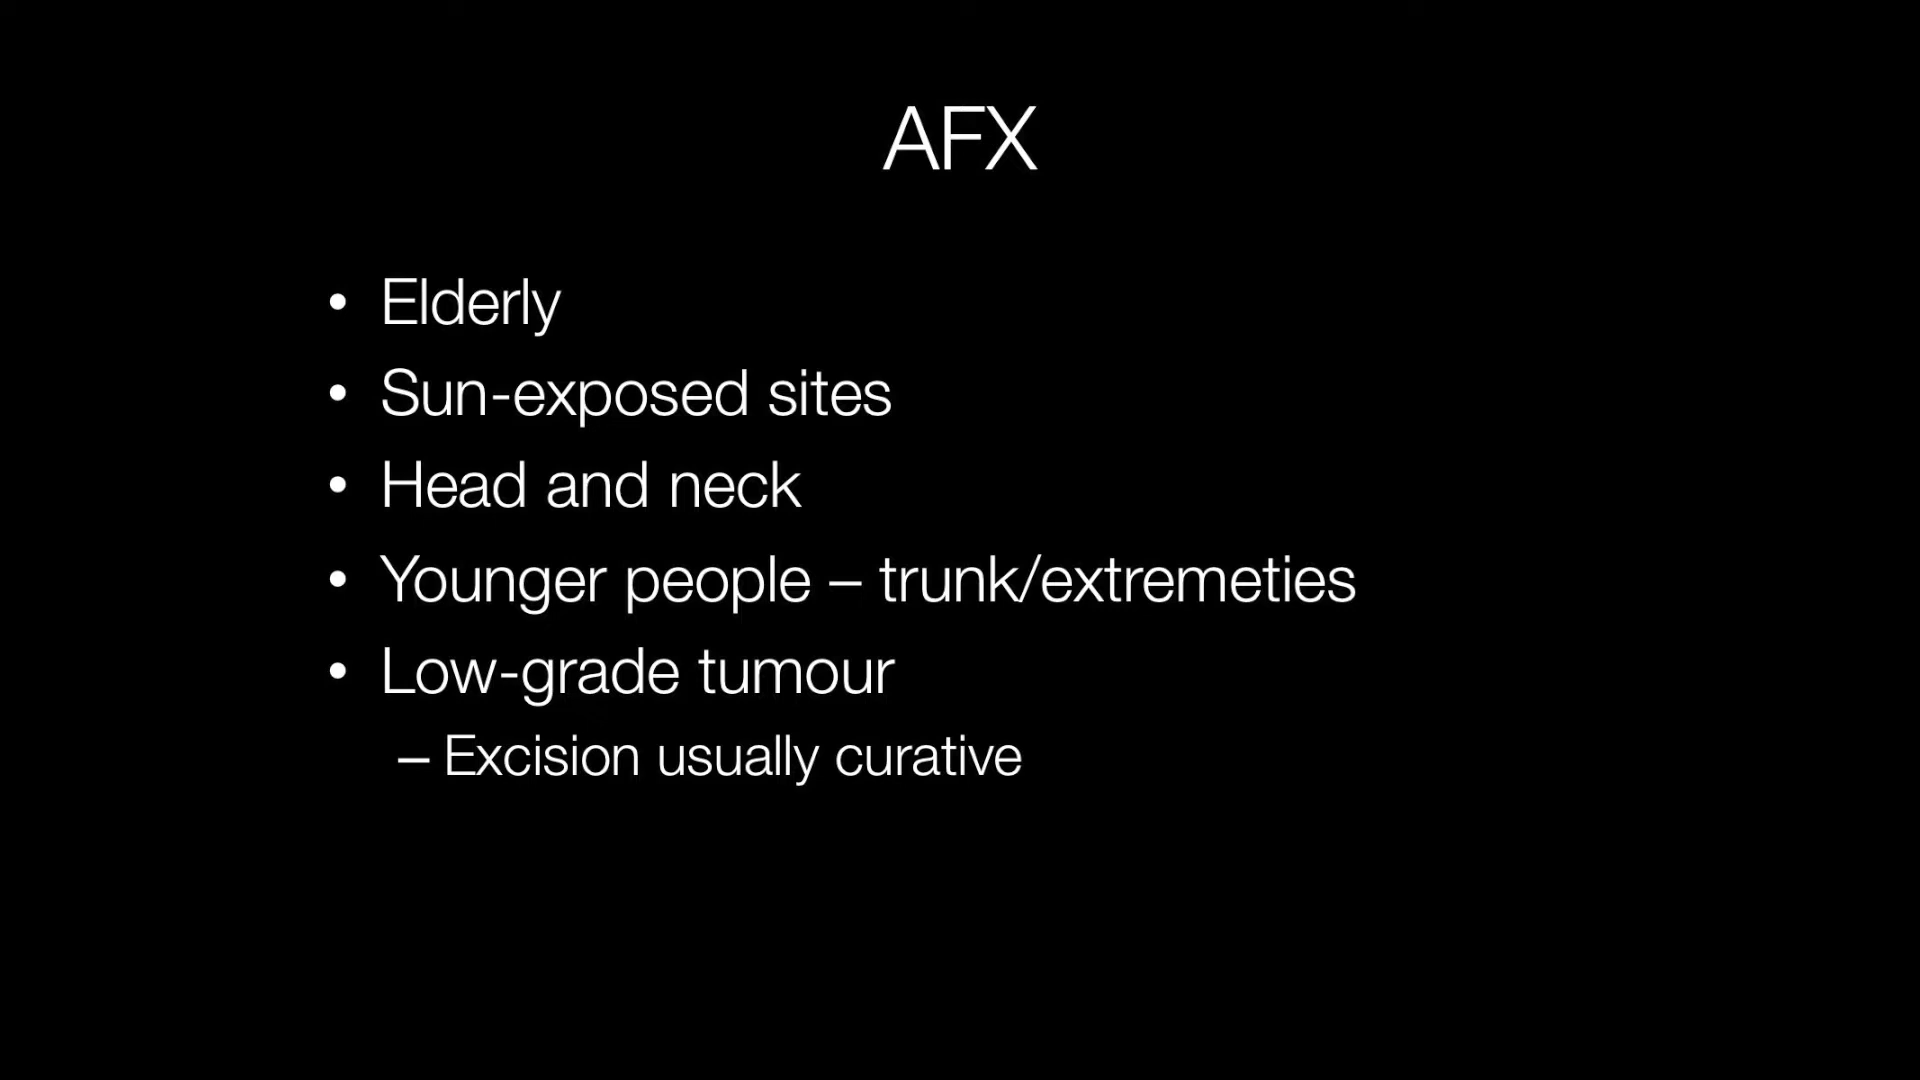 AFX
• Elderly
• Sun-exposed sites
• Head and neck
• Younger people – trunk/extremeties
• Low-grade tumour
– Excision usually curative